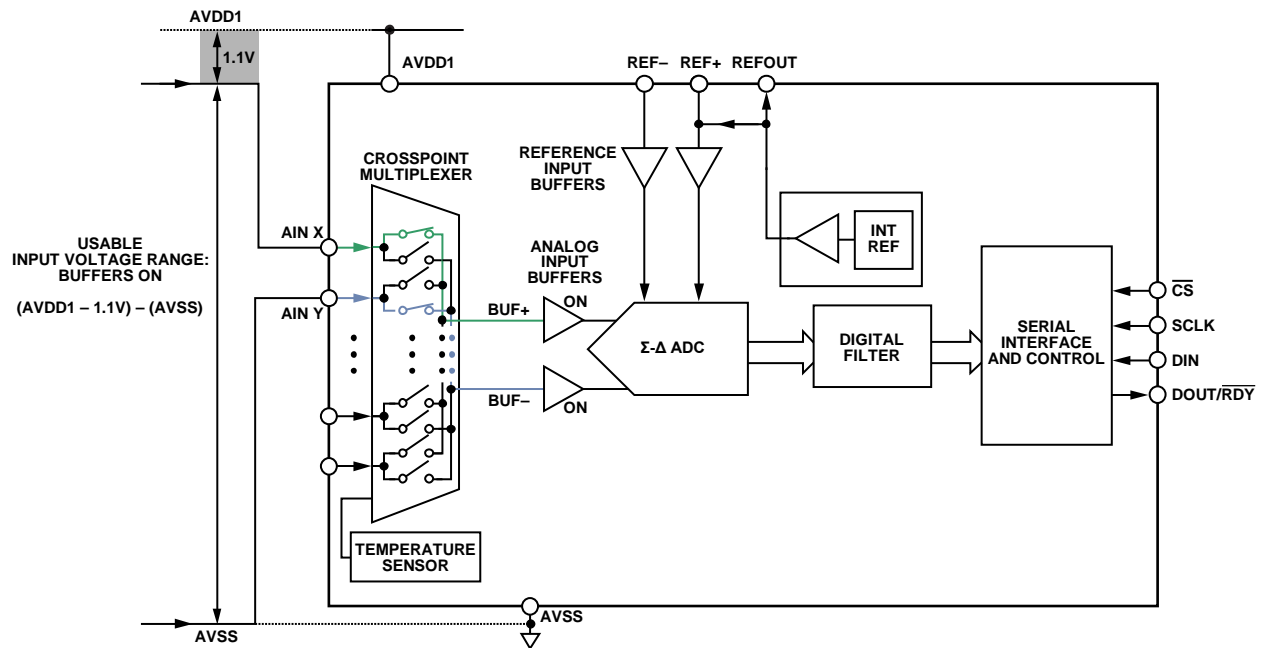 AVDD1
1.1V
AVDD1
REF–
REF+
REFOUT
CROSSPOINT
MULTIPLEXER
REFERENCE
INPUT
BUFFERS
INT
REF
USABLE
INPUT VOLTAGE RANGE:
BUFFERS ON
(AVDD1 – 1.1V) – (AVSS)
AIN X
AIN Y
ANALOG
INPUT
BUFFERS
BUF+
ON
BUF–
ON
Σ-Δ ADC
DIGITAL
FILTER
SERIAL
INTERFACE
AND CONTROL
C̅S̅
SCLK
DIN
DOUT/R̅D̅Y̅
TEMPERATURE
SENSOR
AVSS
AVSS